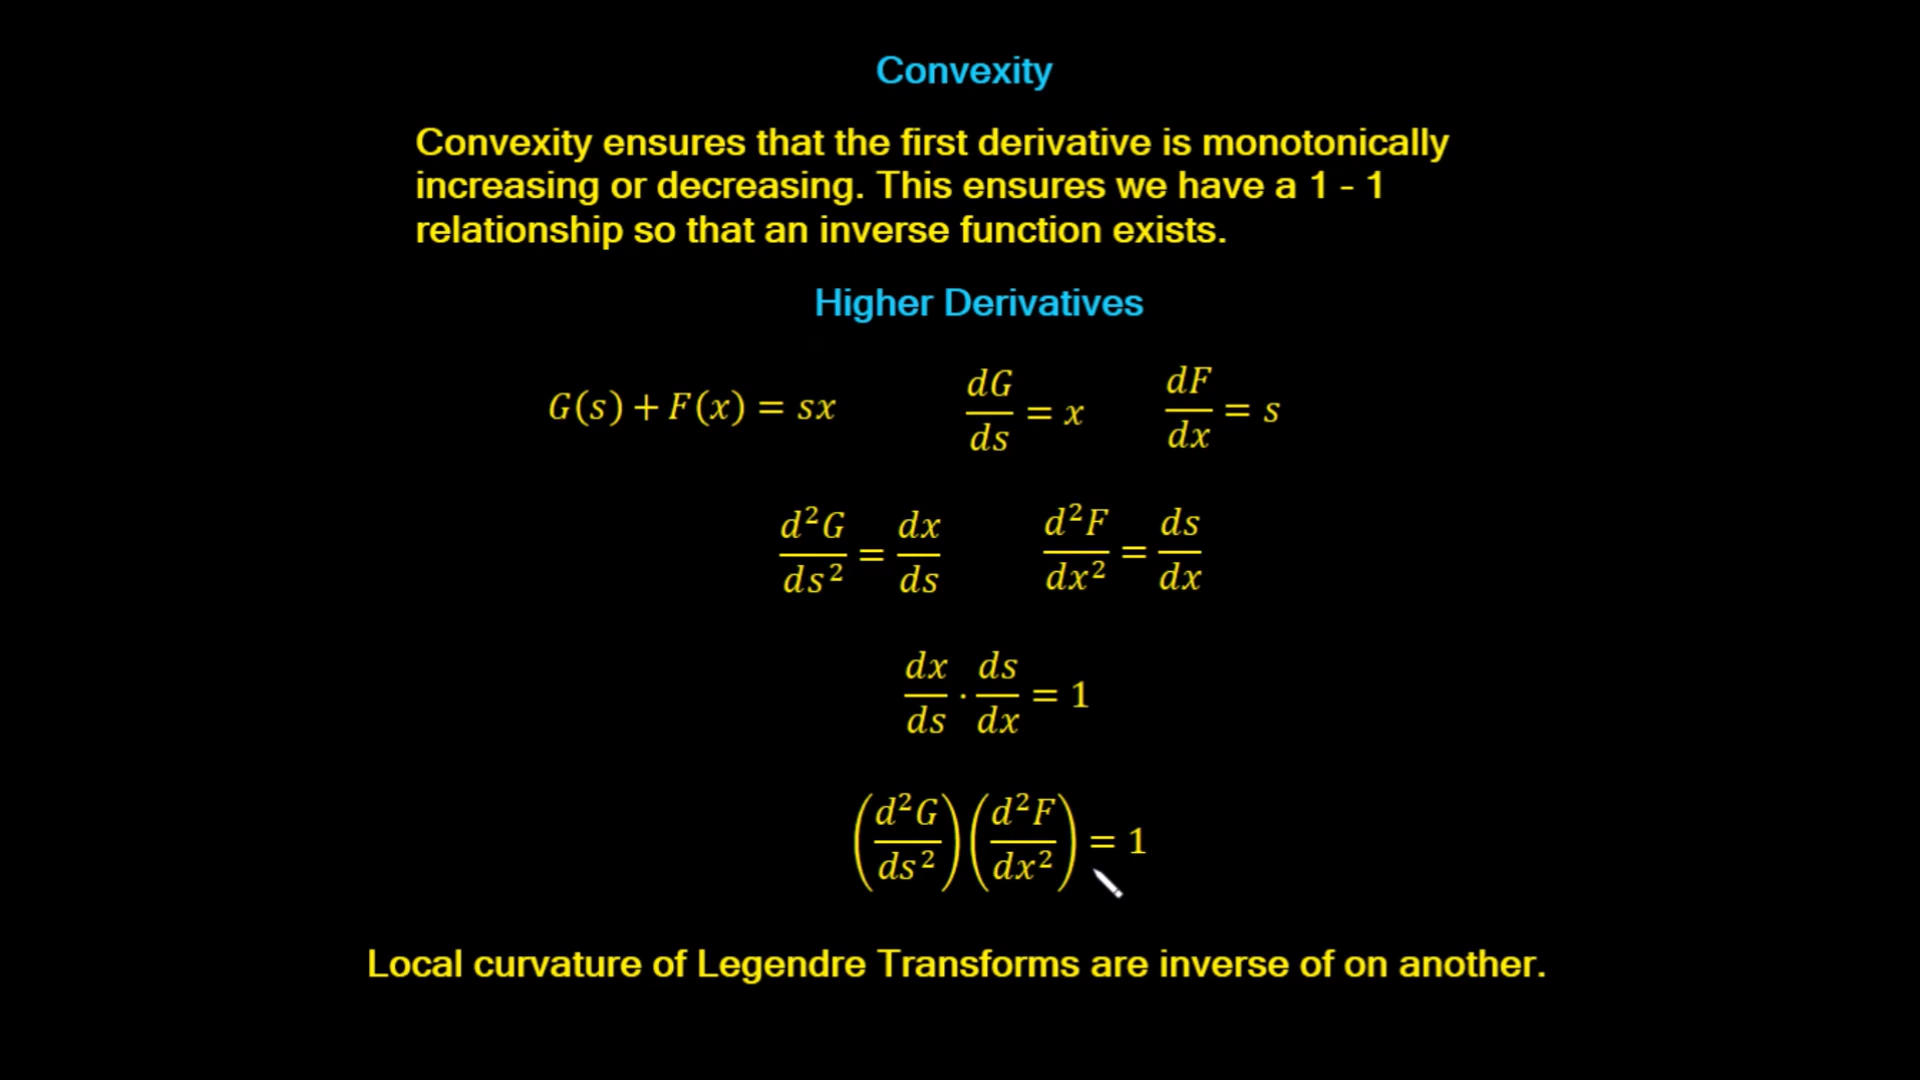 Convexity
Convexity ensures that the first derivative is monotonically
increasing or decreasing. This ensures we have a 1 - 1
relationship so that an inverse function exists.
Higher Derivatives
G(s) + F(x) = sx   dG/ds = x   dF/dx = s
d²G/ds² = dx/ds   d²F/dx² = ds/dx
dx/ds · ds/dx = 1
(d²G/ds²)(d²F/dx²) = 1
Local curvature of Legendre Transforms are inverse of on another.